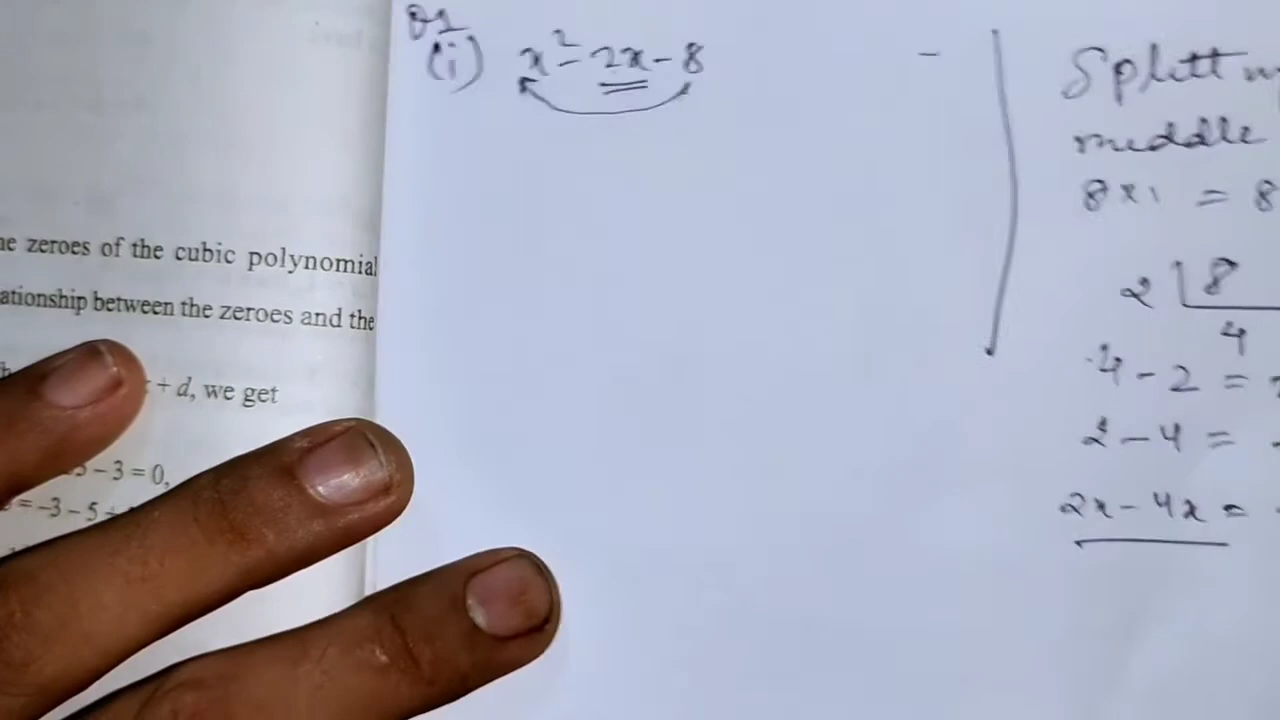 ne zeroes of the cubic polynomial
ationship between the zeroes and the
+ d, we get
- 3 = 0,
= -3 - 5 +
Q1
(i) x² - 2x - 8
Splitt
middle
8 × 1 = 8
2 | 8
4
4 - 2 =
2 - 4 =
2x - 4x =